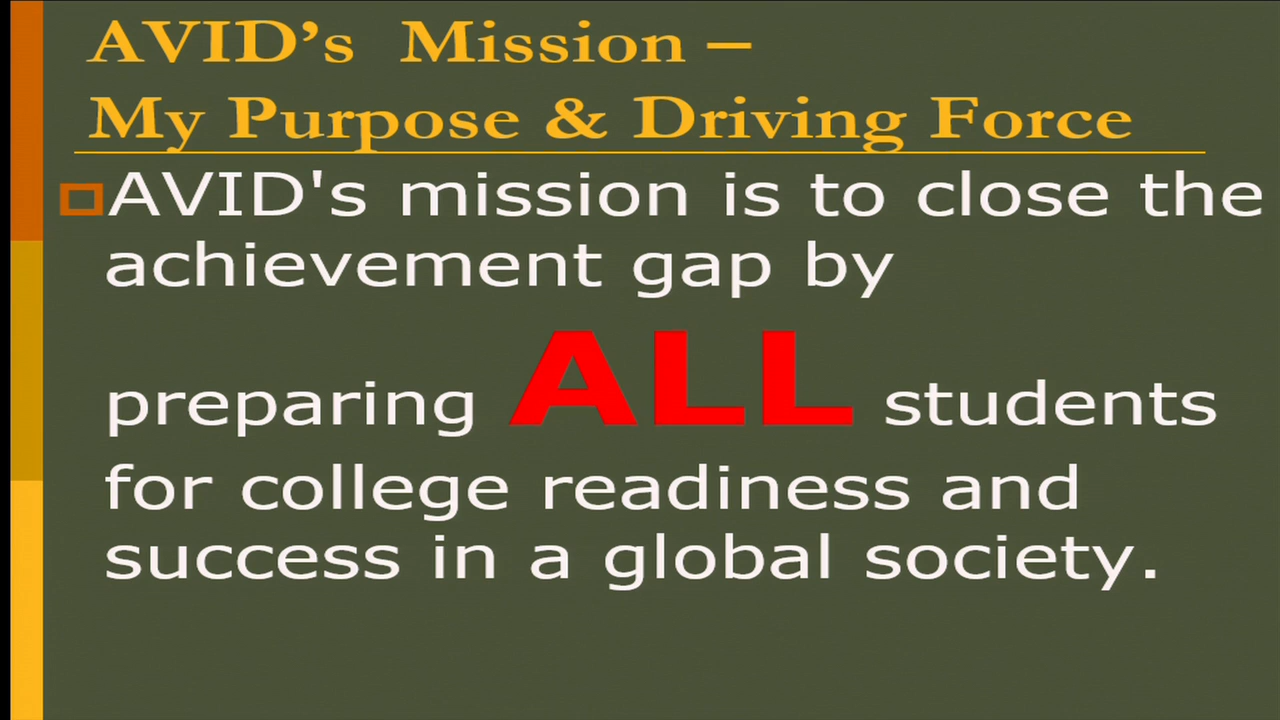 AVID’s Mission –
My Purpose & Driving Force
AVID's mission is to close the
achievement gap by
preparing ALL students
for college readiness and
success in a global society.